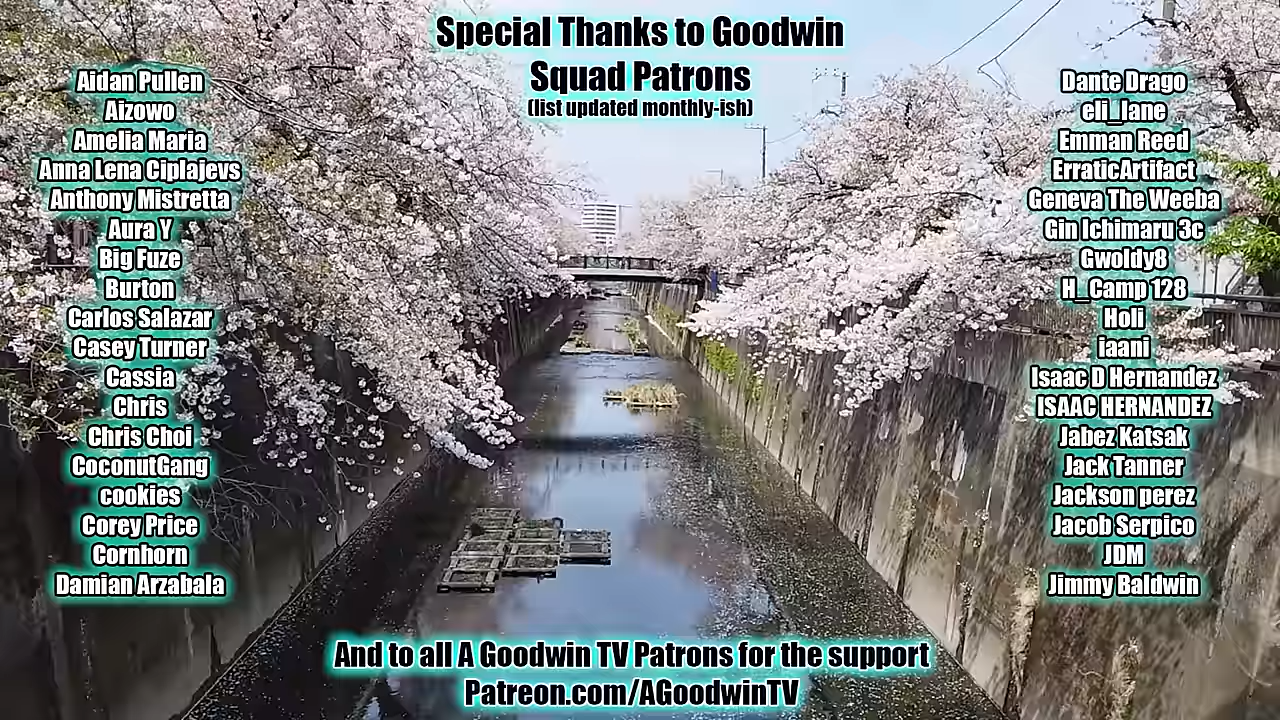 Special Thanks to Goodwin
Squad Patrons
(list updated monthly-ish)
Aidan Pullen
Aizowo
Amelia Maria
Anna Lena Ciplajevs
Anthony Mistretta
Aura Y
Big Fuze
Burton
Carlos Salazar
Casey Turner
Cassia
Chris
Chris Choi
CoconutGang
cookies
Corey Price
Cornhorn
Damian Arzabala
Dante Drago
eli_lane
Emman Reed
ErraticArtifact
Geneva The Weeba
Gin Ichimaru 3c
Gwoldy8
H_Camp 128
Holi
iaani
Isaac D Hernandez
ISAAC HERNANDEZ
Jabez Katsak
Jack Tanner
Jackson perez
Jacob Serpico
JDM
Jimmy Baldwin
And to all A Goodwin TV Patrons for the support
Patreon.com/AGoodwinTV